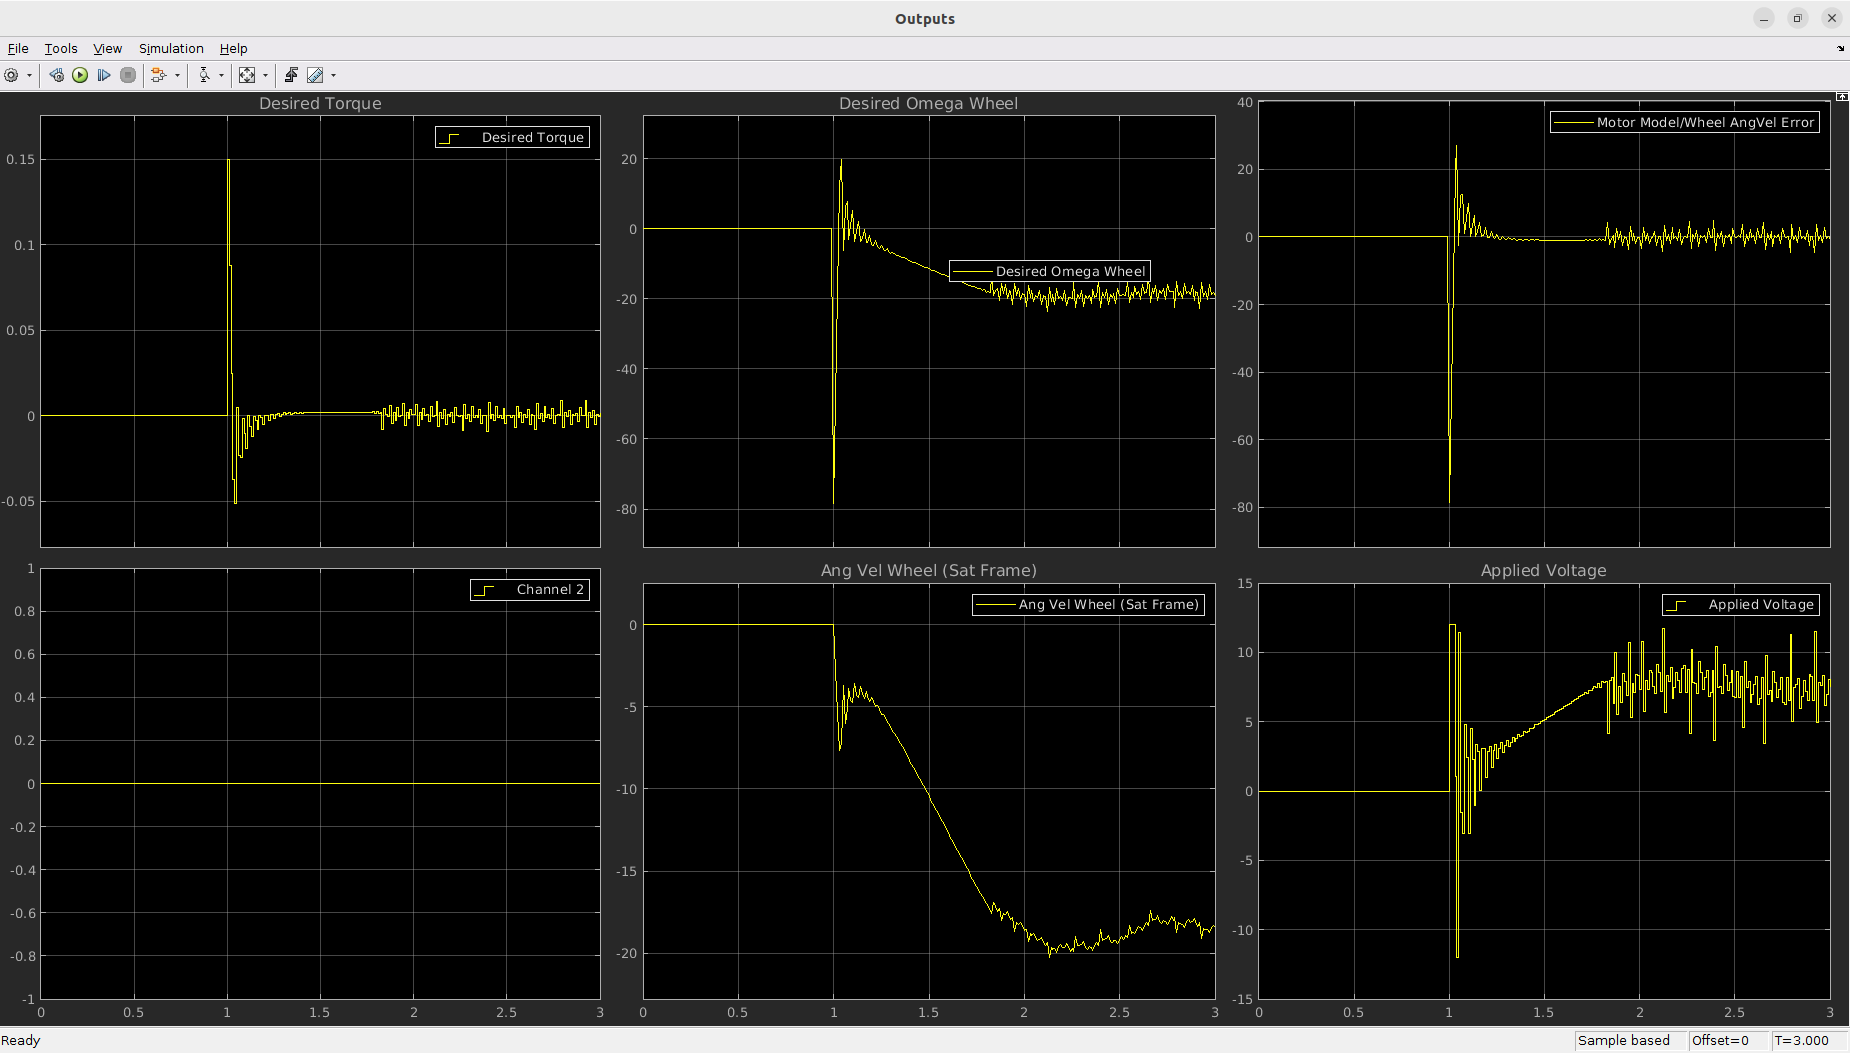 Outputs
File Tools View Simulation Help
Desired Torque
Desired Torque
0.15
0.1
0.05
0
-0.05
Desired Omega Wheel
Desired Omega Wheel
20
0
-20
-40
-60
-80
0 0.5 1 1.5 2 2.5 3
Motor Model/Wheel AngVel Error
40
20
0
-20
-40
-60
-80
Channel 2
1
0.8
0.6
0.4
0.2
0
-0.2
-0.4
-0.6
-0.8
-1
0 0.5 1 1.5 2 2.5 3
Ang Vel Wheel (Sat Frame)
Ang Vel Wheel (Sat Frame)
0
-5
-10
-15
-20
Applied Voltage
Applied Voltage
15
10
5
0
-5
-10
-15
0 0.5 1 1.5 2 2.5 3
Ready
Sample based Offset=0 T=3.000